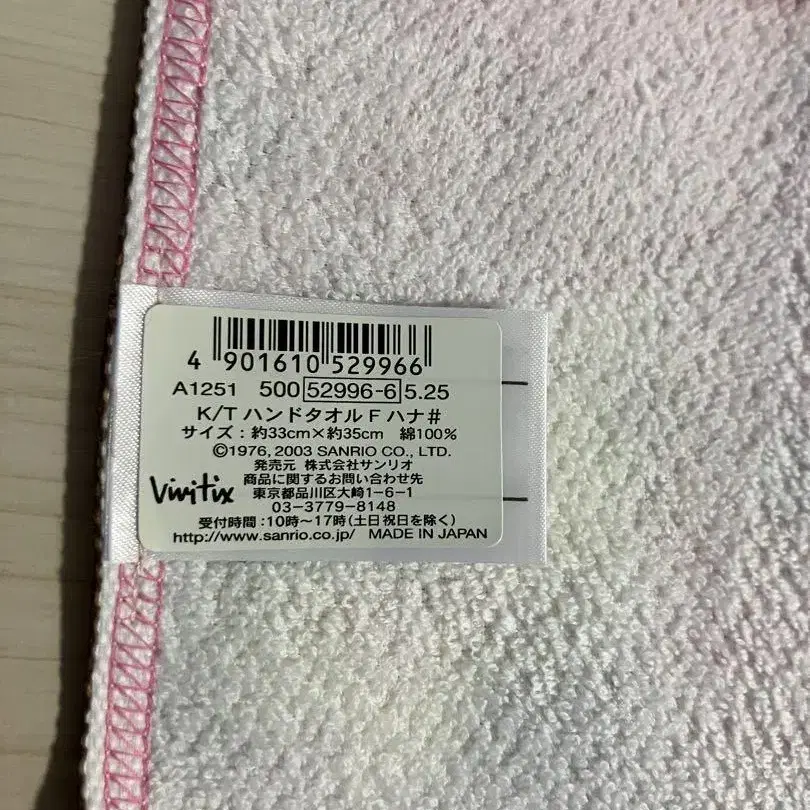 4 901610 529966
A1251 500 52996-6 5.25
K/T ハンドタオル F ハナ#
サイズ：約33cm×約35cm 綿100%
©1976, 2003 SANRIO CO., LTD.
発売元 株式会社サンリオ
商品に関するお問い合わせ先
Vivitix 東京都品川区大崎1-6-1
03-3779-8148
受付時間：10時〜17時(土日祝日を除く)
http://www.sanrio.co.jp/ MADE IN JAPAN